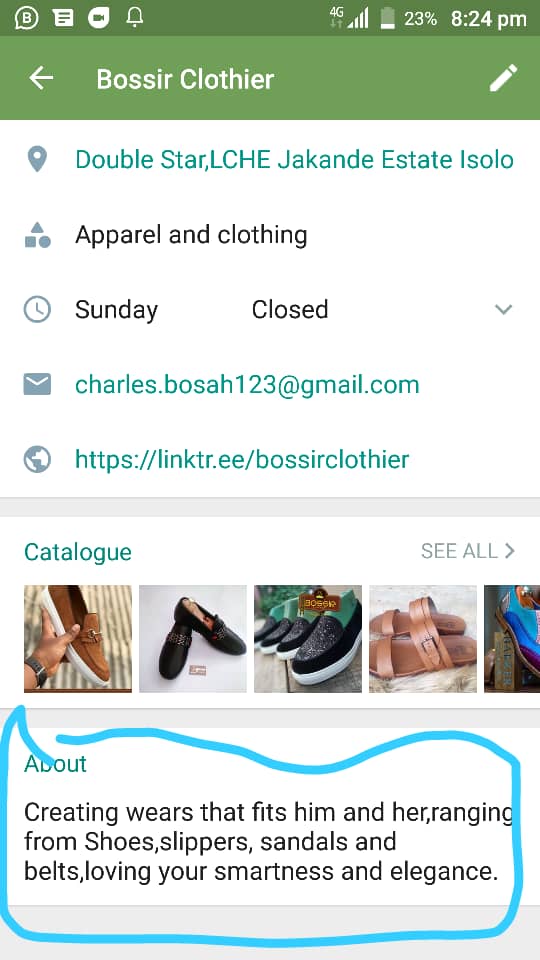 4G 23% 8:24 pm
Bossir Clothier
Double Star,LCHE Jakande Estate Isolo
Apparel and clothing
Sunday Closed
charles.bosah123@gmail.com
https://linktr.ee/bossirclothier
Catalogue SEE ALL
BOSSIR
About
Creating wears that fits him and her,ranging
from Shoes,slippers, sandals and
belts,loving your smartness and elegance.